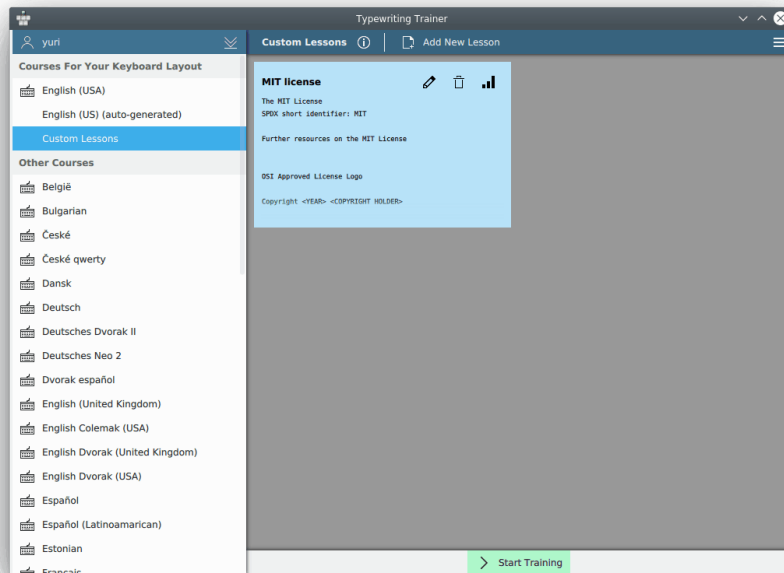 Typewriting Trainer
yuri
Custom Lessons
Add New Lesson
Courses For Your Keyboard Layout
English (USA)
English (US) (auto-generated)
Custom Lessons
Other Courses
België
Bulgarian
České
České qwerty
Dansk
Deutsch
Deutsches Dvorak II
Deutsches Neo 2
Dvorak español
English (United Kingdom)
English Colemak (USA)
English Dvorak (United Kingdom)
English Dvorak (USA)
Español
Español (Latinoamarican)
Estonian
Français
MIT license
The MIT License
SPDX short identifier: MIT
Further resources on the MIT License
OSI Approved License Logo
Copyright <YEAR> <COPYRIGHT HOLDER>
Start Training